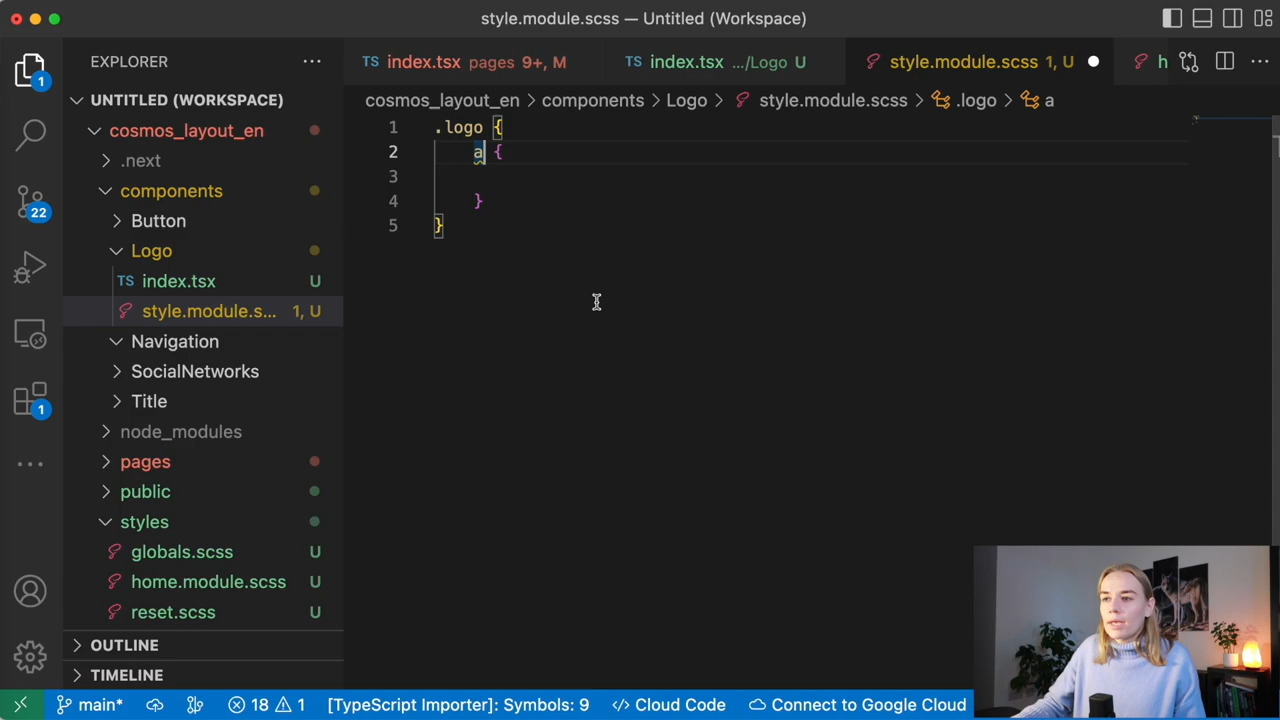 style.module.scss — Untitled (Workspace)
EXPLORER
UNTITLED (WORKSPACE)
cosmos_layout_en
.next
components
Button
Logo
index.tsx U
style.module.s... 1, U
Navigation
SocialNetworks
Title
node_modules
pages
public
styles
globals.scss U
home.module.scss U
reset.scss U
OUTLINE
TIMELINE
1
22
1
TS index.tsx pages 9+, M
TS index.tsx .../Logo U
style.module.scss 1, U
h
cosmos_layout_en > components > Logo > style.module.scss > .logo > a
1 .logo {
2 a {
3
4 }
5 }
main* 18 1 [TypeScript Importer]: Symbols: 9 Cloud Code Connect to Google Cloud